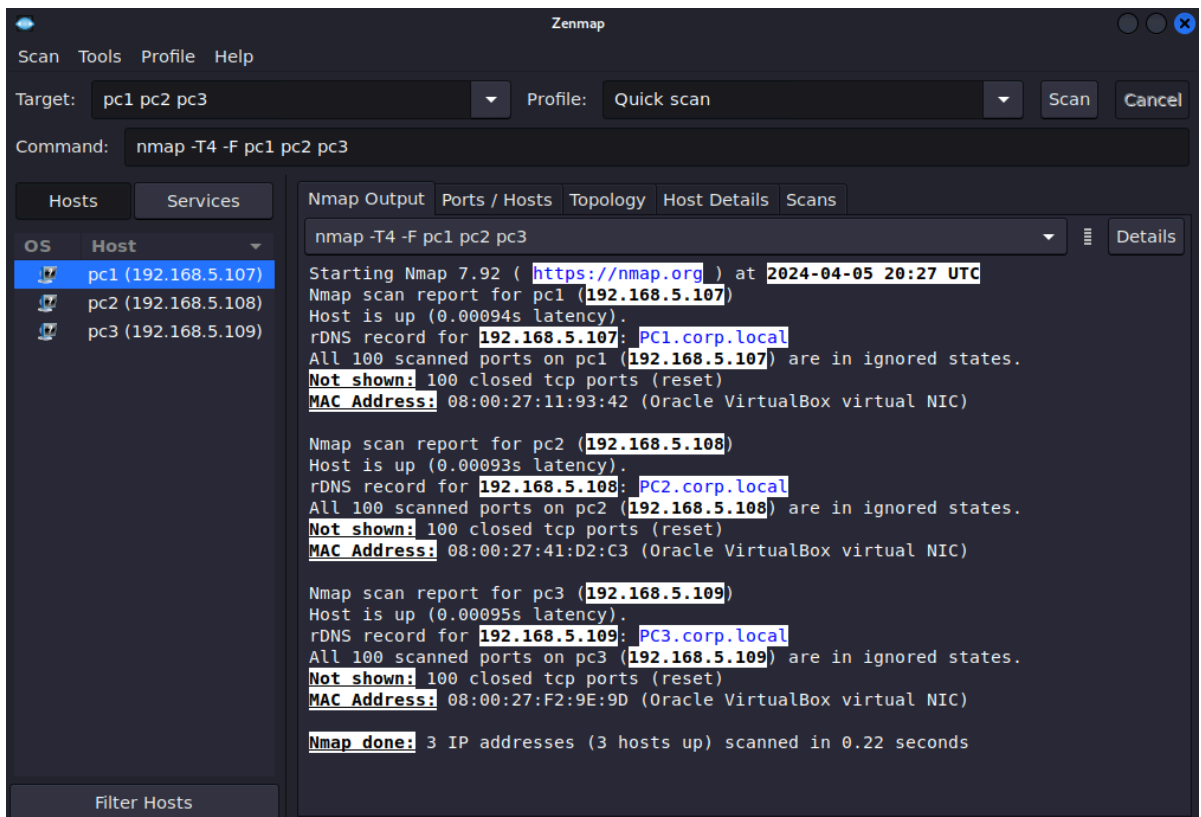 Zenmap
Scan Tools Profile Help
Target: pc1 pc2 pc3 Profile: Quick scan Scan Cancel
Command: nmap -T4 -F pc1 pc2 pc3
Hosts Services
OS Host
pc1 (192.168.5.107)
pc2 (192.168.5.108)
pc3 (192.168.5.109)
Filter Hosts
Nmap Output Ports / Hosts Topology Host Details Scans
nmap -T4 -F pc1 pc2 pc3 Details
Starting Nmap 7.92 ( https://nmap.org ) at 2024-04-05 20:27 UTC
Nmap scan report for pc1 (192.168.5.107)
Host is up (0.00094s latency).
rDNS record for 192.168.5.107: PC1.corp.local
All 100 scanned ports on pc1 (192.168.5.107) are in ignored states.
Not shown: 100 closed tcp ports (reset)
MAC Address: 08:00:27:11:93:42 (Oracle VirtualBox virtual NIC)
Nmap scan report for pc2 (192.168.5.108)
Host is up (0.00093s latency).
rDNS record for 192.168.5.108: PC2.corp.local
All 100 scanned ports on pc2 (192.168.5.108) are in ignored states.
Not shown: 100 closed tcp ports (reset)
MAC Address: 08:00:27:41:D2:C3 (Oracle VirtualBox virtual NIC)
Nmap scan report for pc3 (192.168.5.109)
Host is up (0.00095s latency).
rDNS record for 192.168.5.109: PC3.corp.local
All 100 scanned ports on pc3 (192.168.5.109) are in ignored states.
Not shown: 100 closed tcp ports (reset)
MAC Address: 08:00:27:F2:9E:9D (Oracle VirtualBox virtual NIC)
Nmap done: 3 IP addresses (3 hosts up) scanned in 0.22 seconds